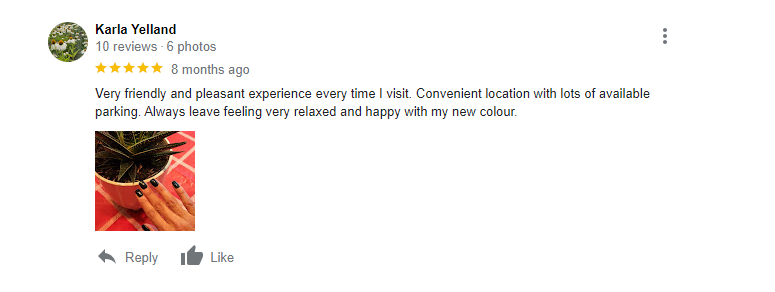 Karla Yelland
10 reviews · 6 photos
8 months ago
Very friendly and pleasant experience every time I visit. Convenient location with lots of available
parking. Always leave feeling very relaxed and happy with my new colour.
Reply
Like